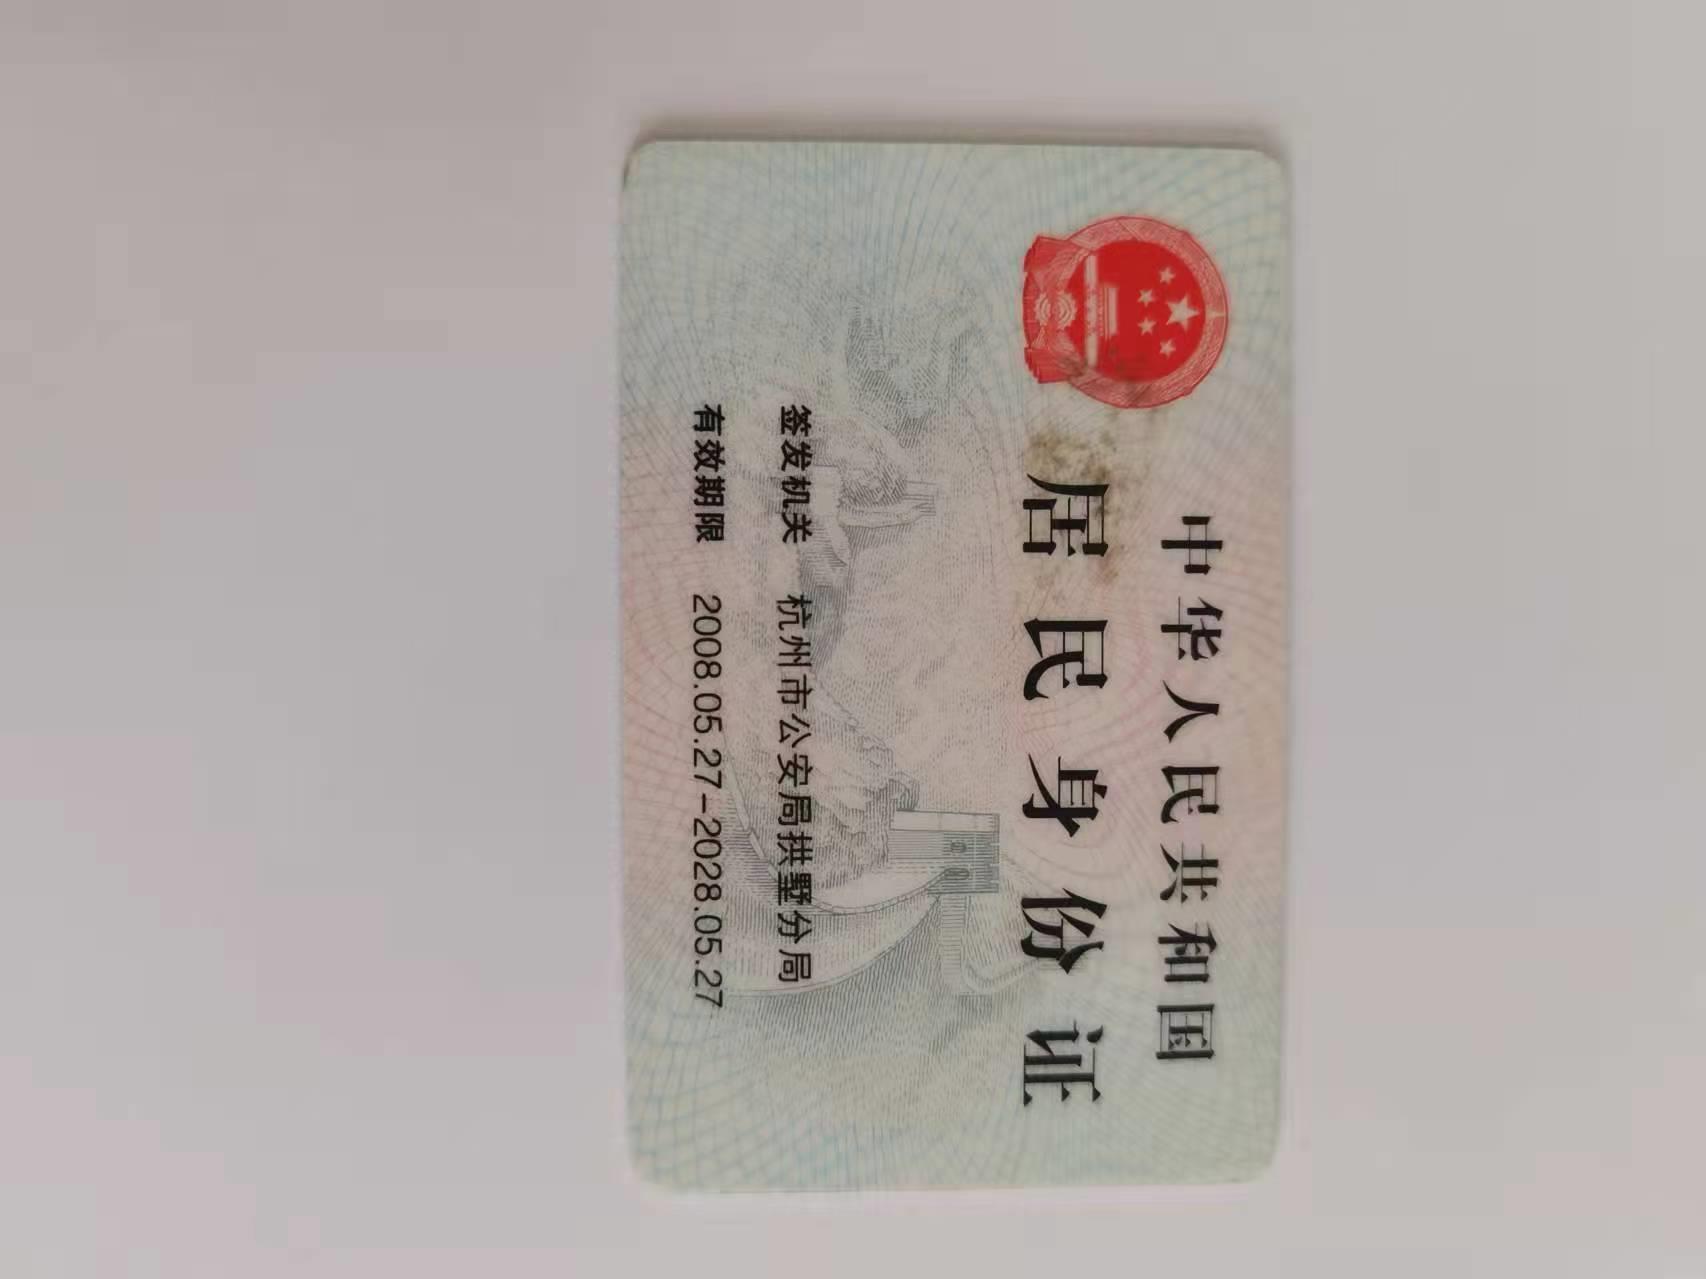 中华人民共和国
居民身份证
签发机关 杭州市公安局拱墅分局
有效期限 2008.05.27-2028.05.27